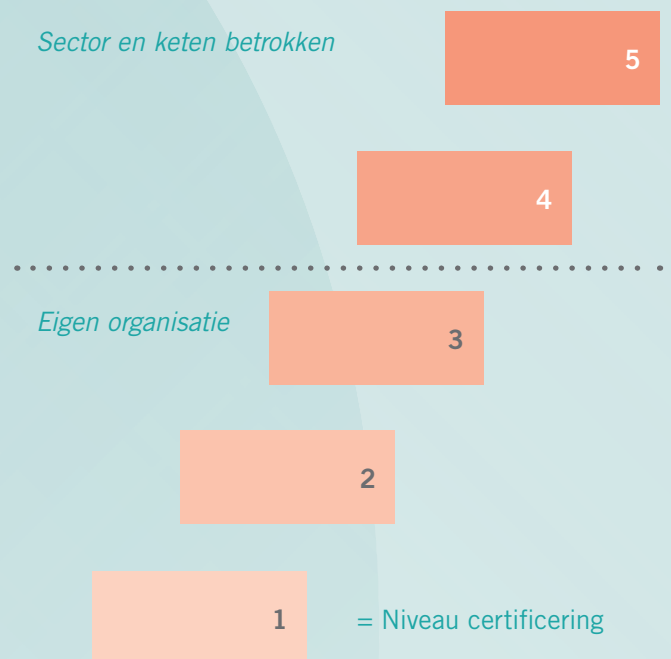 Sector en keten betrokken
5
4
Eigen organisatie
3
2
1 = Niveau certificering